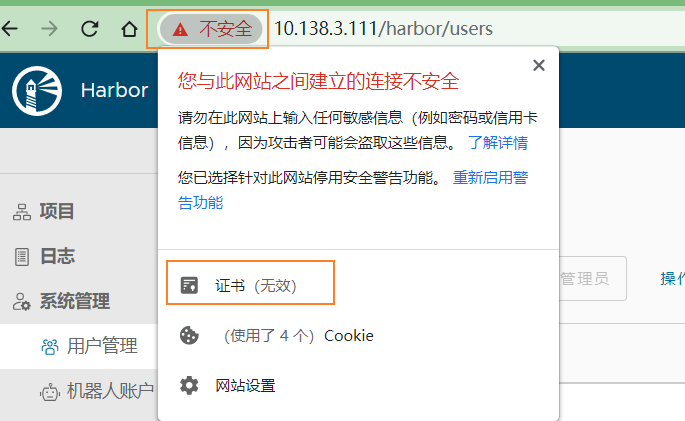 不安全 10.138.3.111/harbor/users
Harbor
您与此网站之间建立的连接不安全
请勿在此网站上输入任何敏感信息（例如密码或信用卡
信息），因为攻击者可能会盗取这些信息。 了解详情
您已选择针对此网站停用安全警告功能。 重新启用警
告功能
项目
日志
系统管理
用户管理
机器人账户
证书（无效）
（使用了 4 个）Cookie
网站设置
管理员
操作